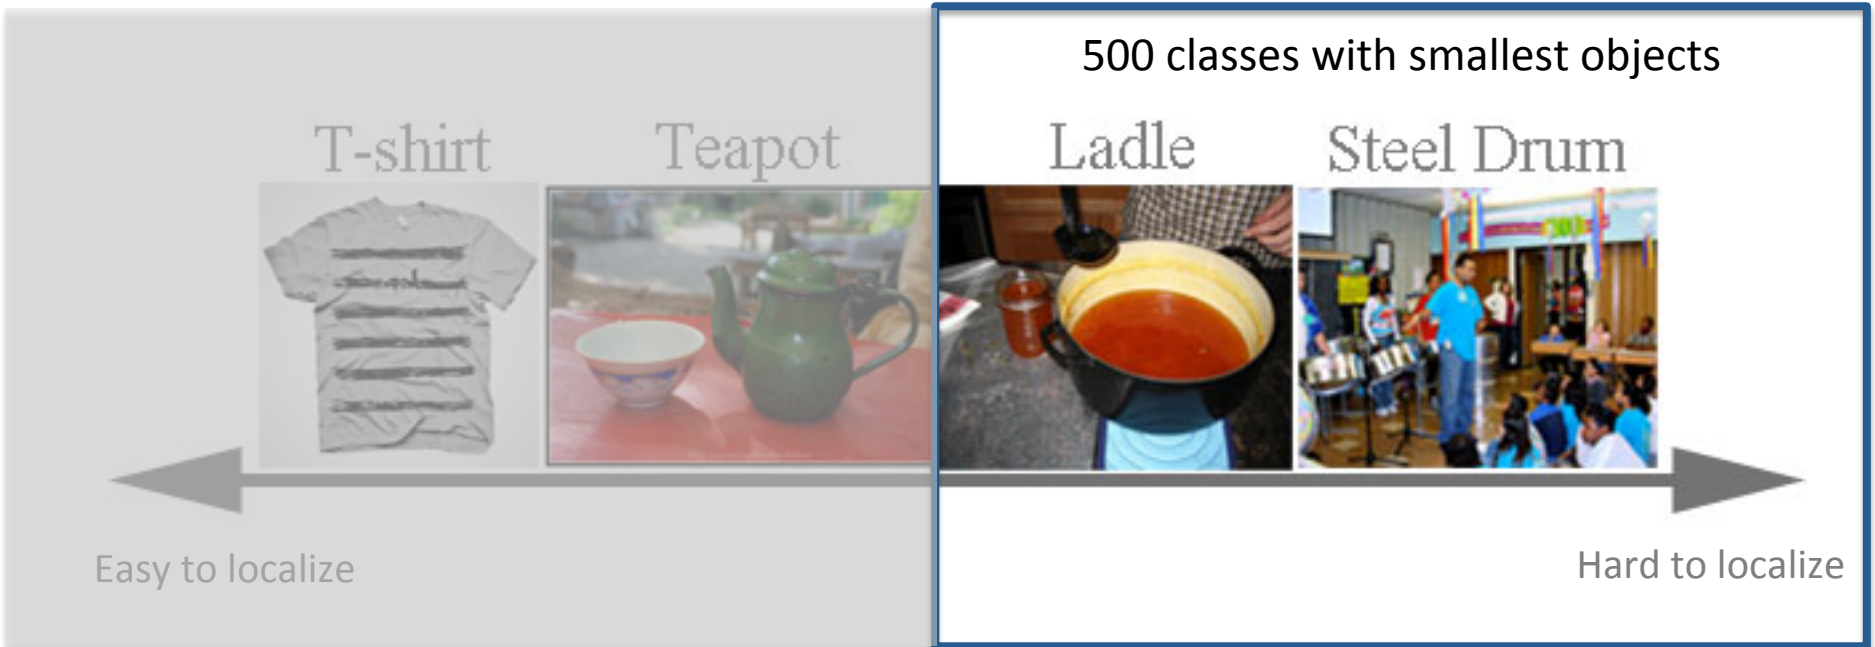 500 classes with smallest objects
T-shirt
Teapot
Ladle
Steel Drum
Easy to localize
Hard to localize